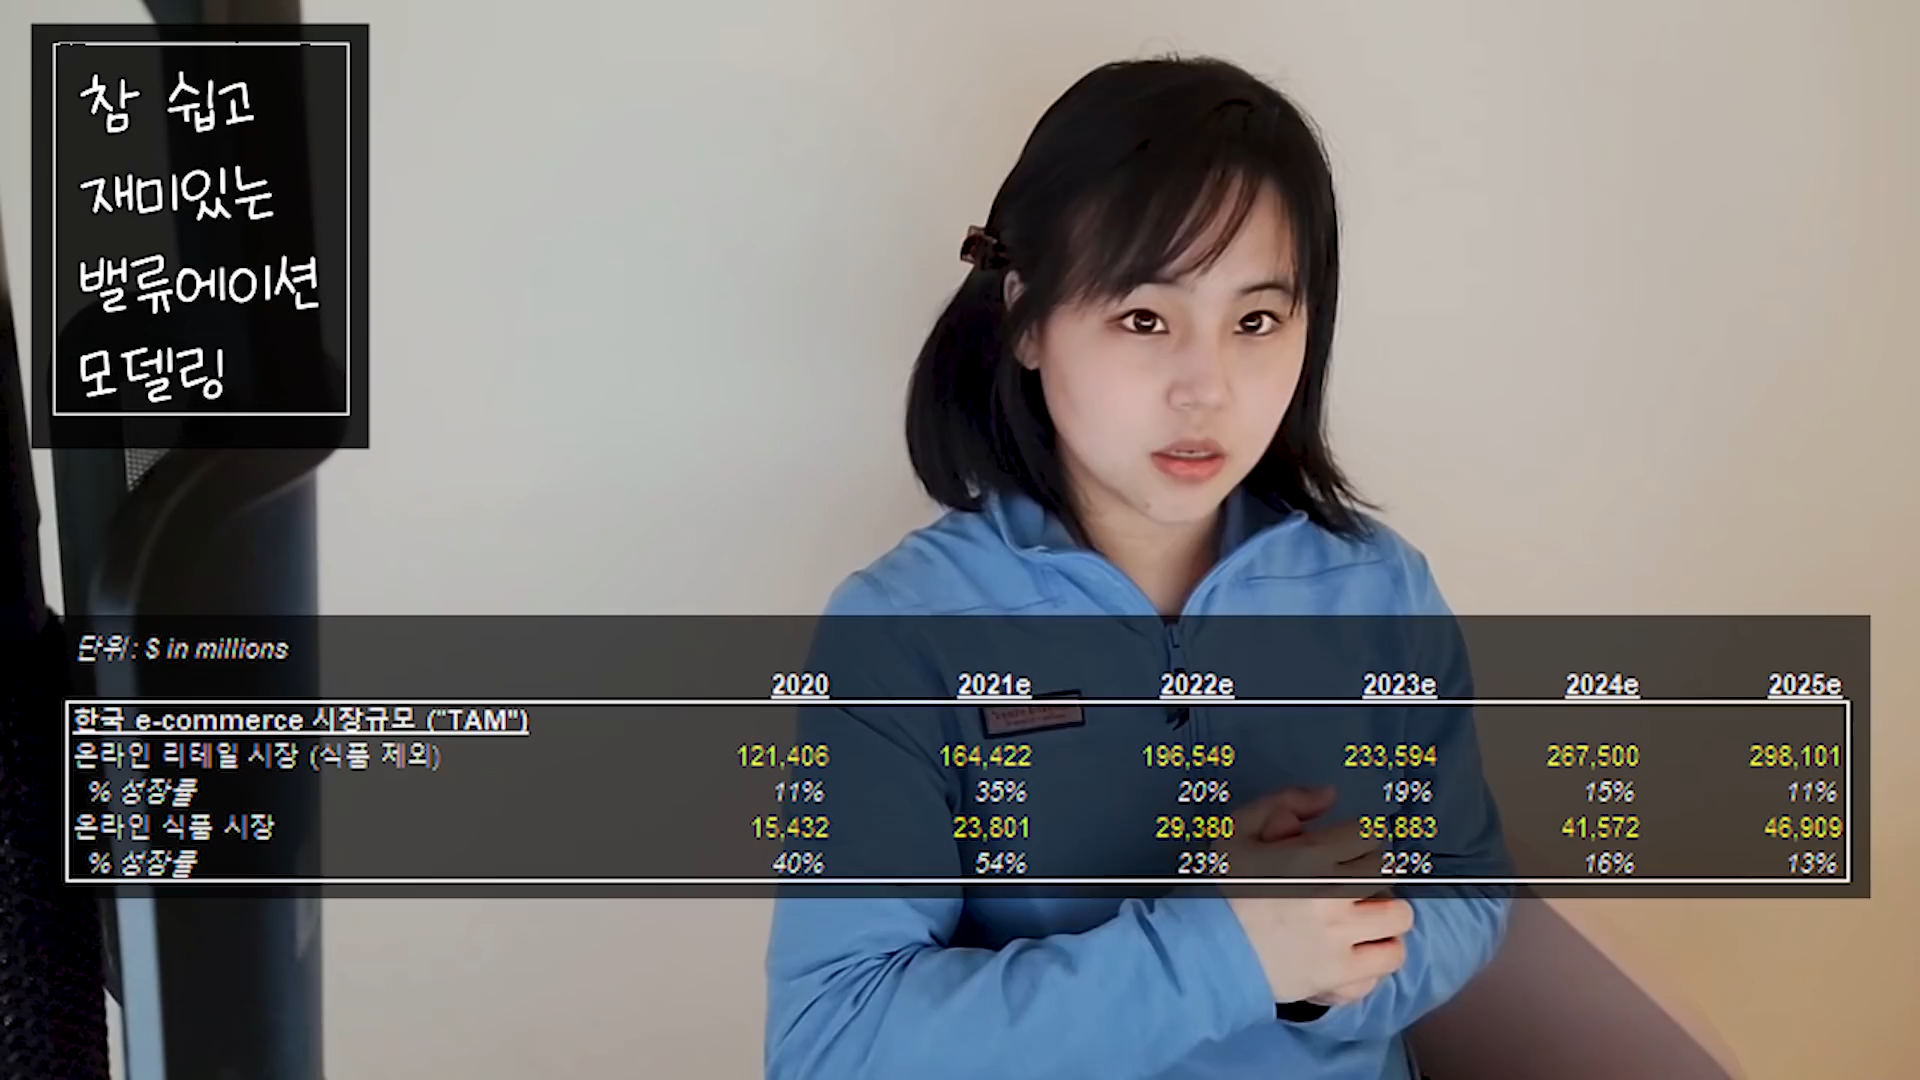 참 쉽고
재미있는
밸류에이션
모델링
단위: $ in millions
2020 2021e 2022e 2023e 2024e 2025e
한국 e-commerce 시장규모 ("TAM")
온라인 리테일 시장 (식품 제외) 121,406 164,422 196,549 233,594 267,500 298,101
% 성장률 11% 35% 20% 19% 15% 11%
온라인 식품 시장 15,432 23,801 29,380 35,883 41,572 46,909
% 성장률 40% 54% 23% 22% 16% 13%